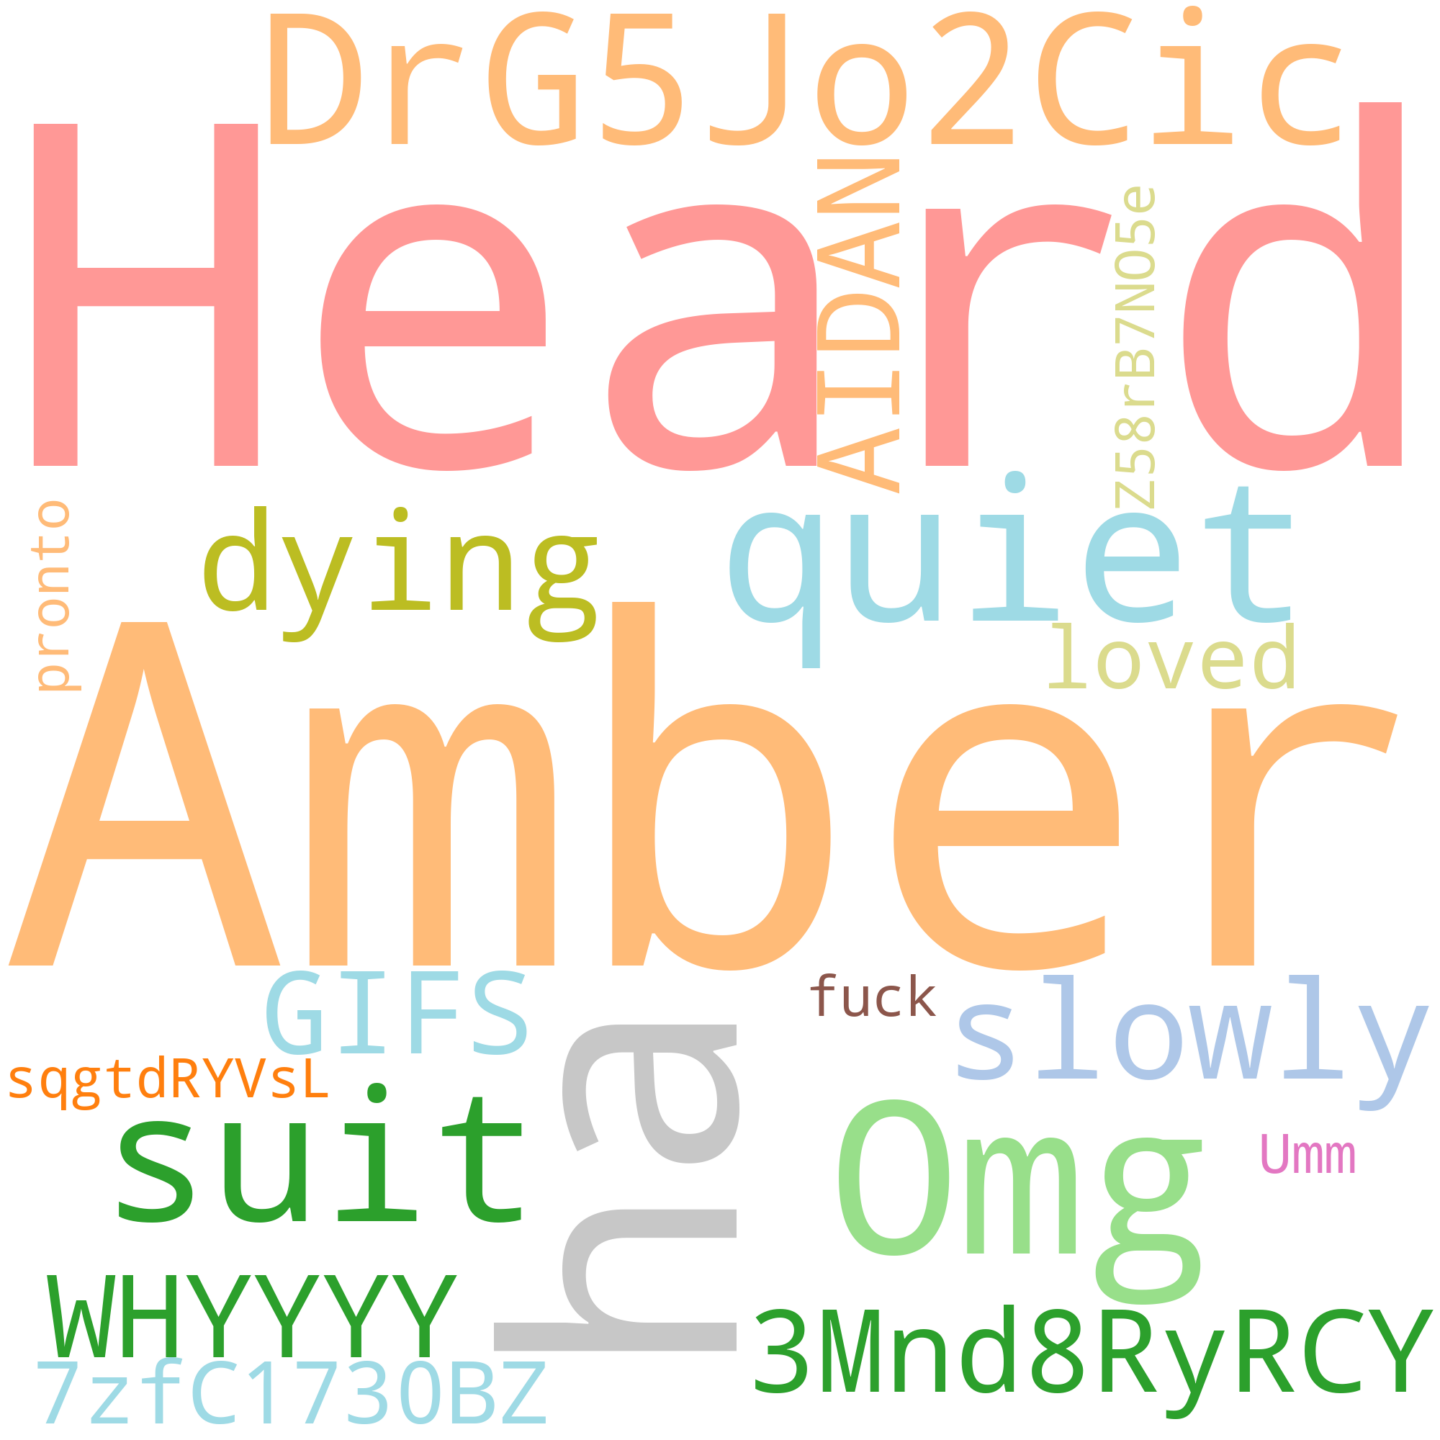 DrG5Jo2Cic
Heard
AIDAN
Z58rB7NO5e
pronto
dying
quiet
loved
Amber
GIFS
fuck
slowly
sqgtdRYVsL
suit
ha
Omg
Umm
WHYYYY
3Mnd8RyRCY
7zfC1730BZ